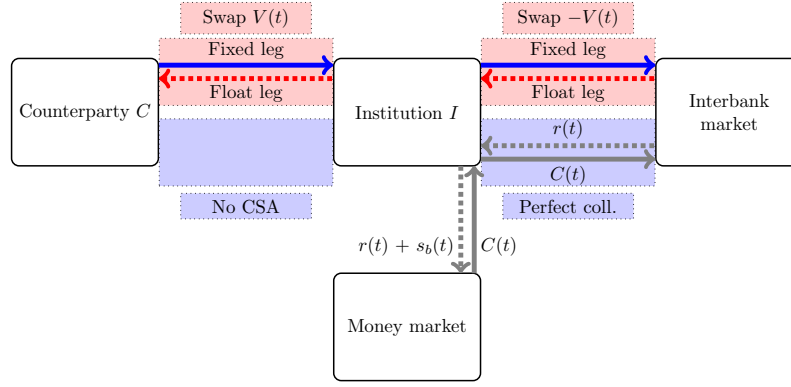 Swap V(t)
Swap −V(t)
Fixed leg
Fixed leg
Counterparty C
Float leg
Institution I
Float leg
Interbank
market
r(t)
C(t)
No CSA
Perfect coll.
r(t) + s_b(t)
C(t)
Money market